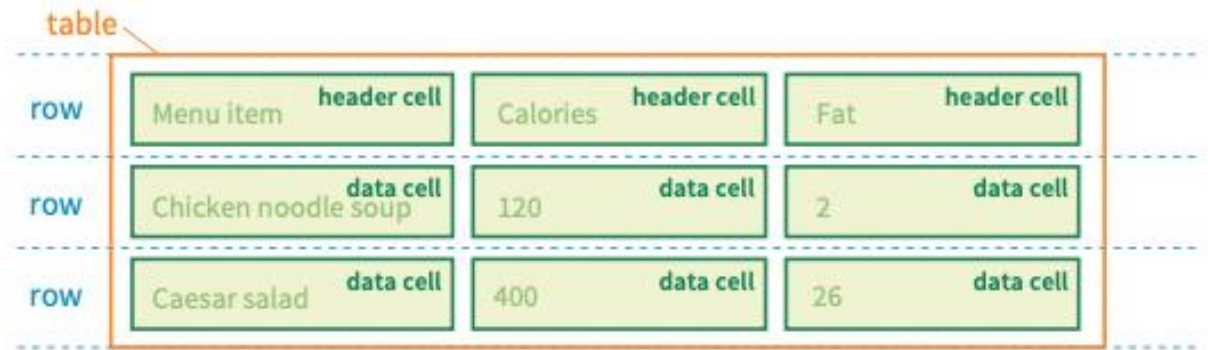 table
row Menu item header cell Calories header cell Fat header cell
row Chicken noodle soup data cell 120 data cell 2 data cell
row Caesar salad data cell 400 data cell 26 data cell